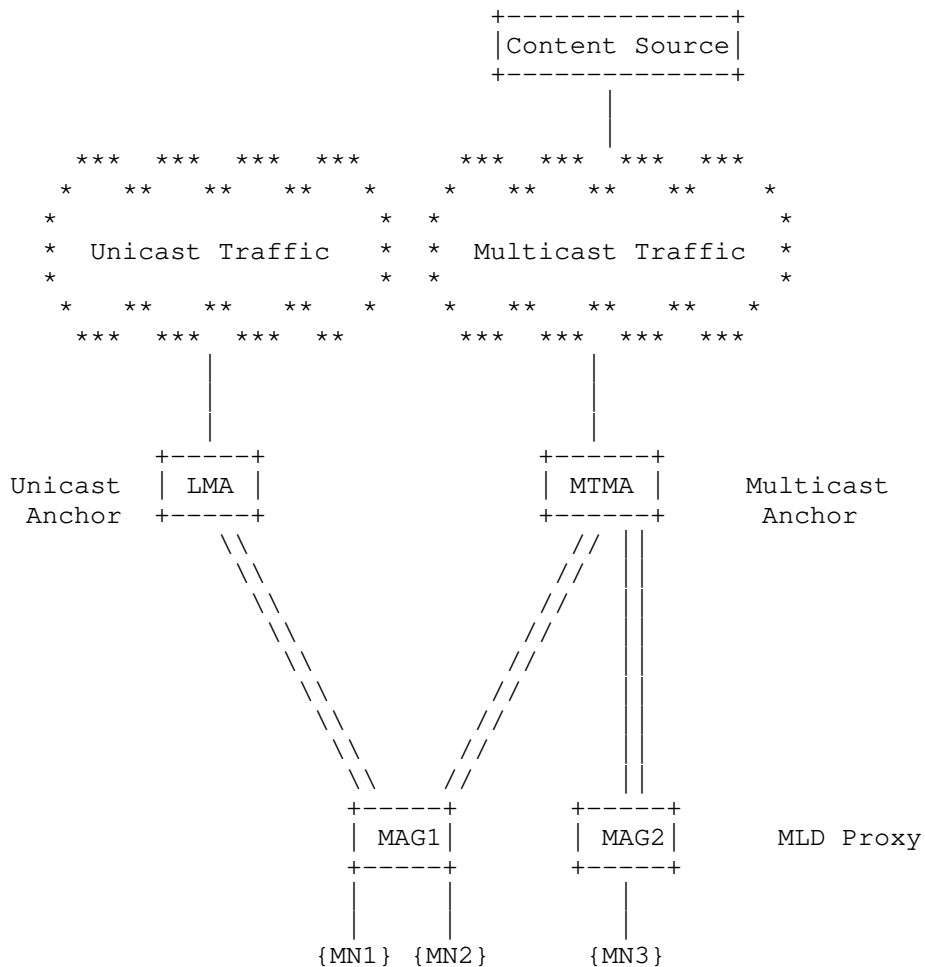 Content Source
Unicast Traffic Multicast Traffic
Unicast LMA MTMA Multicast
Anchor Anchor
MAG1 MAG2 MLD Proxy
{MN1} {MN2} {MN3}